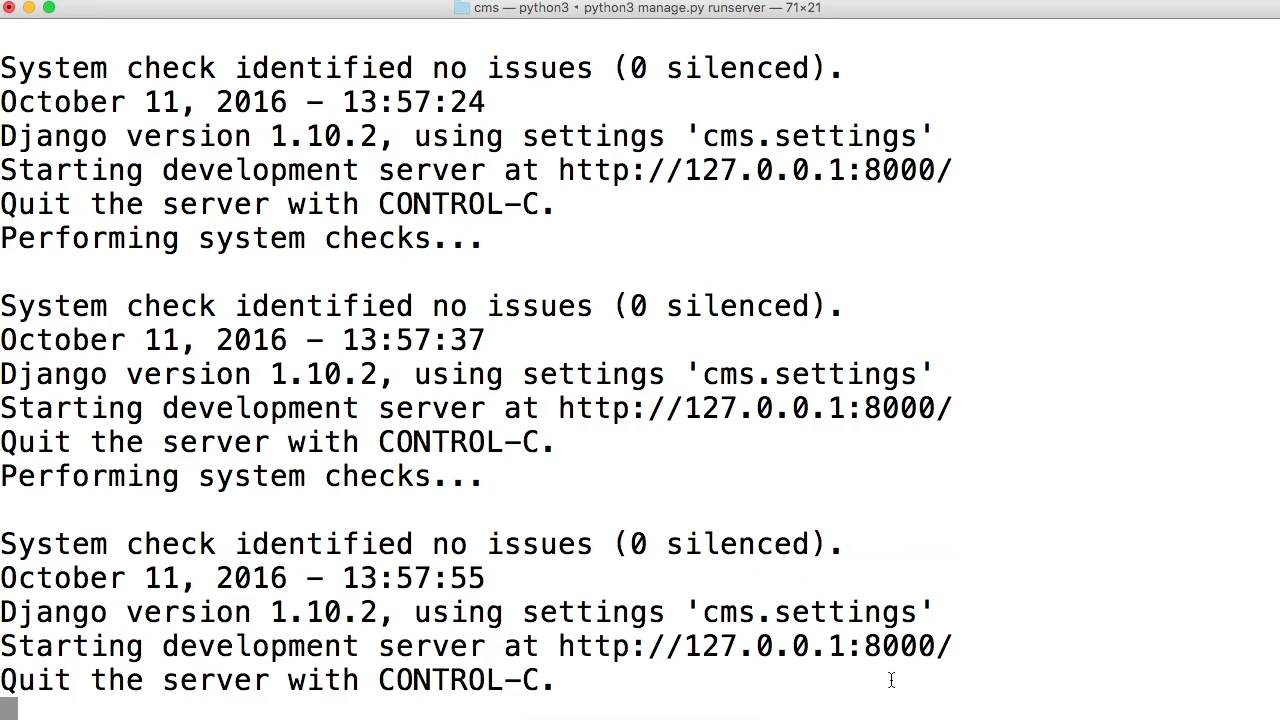 cms — python3 • python3 manage.py runserver — 71×21
System check identified no issues (0 silenced).
October 11, 2016 - 13:57:24
Django version 1.10.2, using settings 'cms.settings'
Starting development server at http://127.0.0.1:8000/
Quit the server with CONTROL-C.
Performing system checks...
System check identified no issues (0 silenced).
October 11, 2016 - 13:57:37
Django version 1.10.2, using settings 'cms.settings'
Starting development server at http://127.0.0.1:8000/
Quit the server with CONTROL-C.
Performing system checks...
System check identified no issues (0 silenced).
October 11, 2016 - 13:57:55
Django version 1.10.2, using settings 'cms.settings'
Starting development server at http://127.0.0.1:8000/
Quit the server with CONTROL-C.